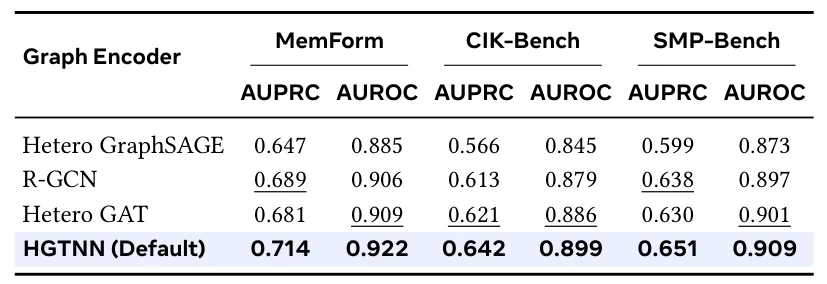 Graph Encoder MemForm CIK-Bench SMP-Bench
AUPRC AUROC AUPRC AUROC AUPRC AUROC
Hetero GraphSAGE 0.647 0.885 0.566 0.845 0.599 0.873
R-GCN 0.689 0.906 0.613 0.879 0.638 0.897
Hetero GAT 0.681 0.909 0.621 0.886 0.630 0.901
HGTNN (Default) 0.714 0.922 0.642 0.899 0.651 0.909